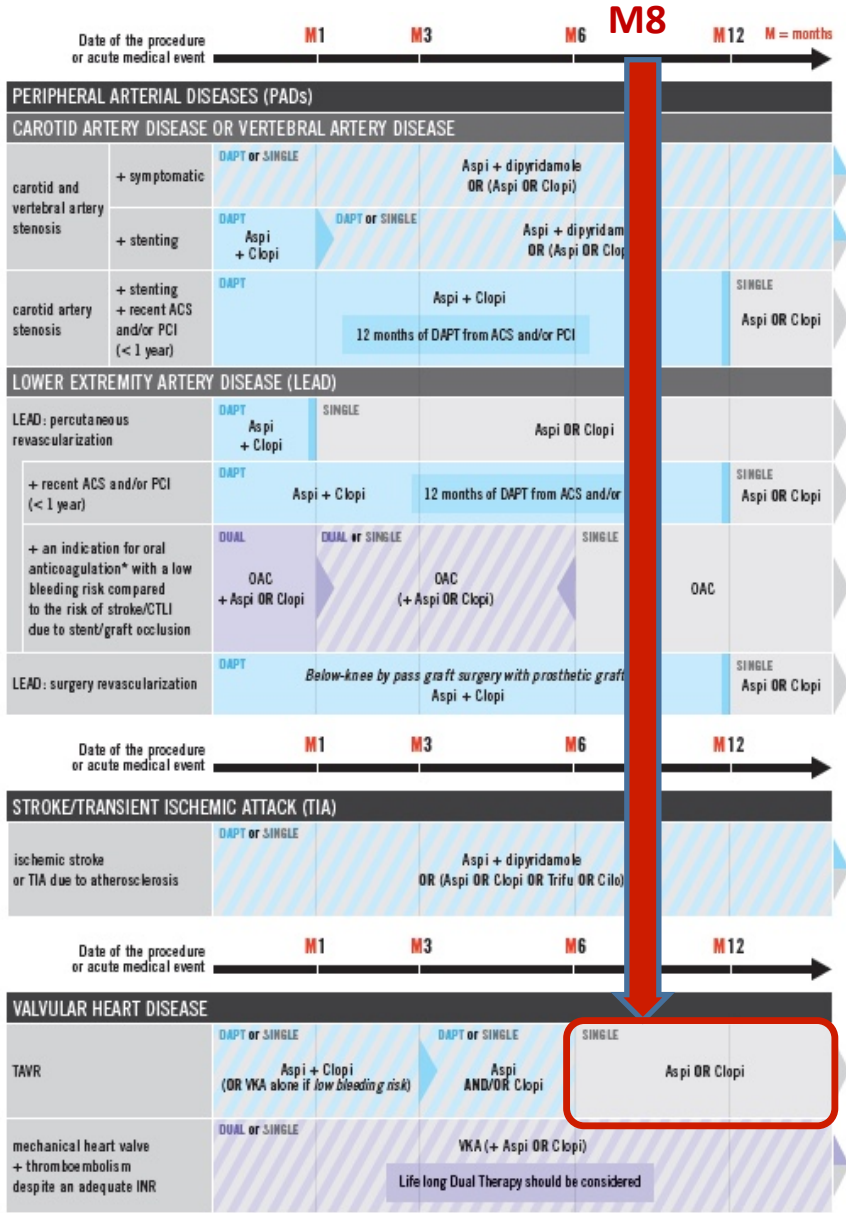 M8
Date of the procedure
or acute medical event
M1 M3 M6 M12 M = months
PERIPHERAL ARTERIAL DISEASES (PADs)
CAROTID ARTERY DISEASE OR VERTEBRAL ARTERY DISEASE
carotid and
vertebral artery
stenosis
+ symptomatic
DAPT or SINGLE
Aspi + dipyridamole
OR (Aspi OR Clopi)
+ stenting
DAPT
Aspi
+ Clopi
DAPT or SINGLE
Aspi + dipyridam
OR (Aspi OR Clop
carotid artery
stenosis
+ stenting
+ recent ACS
and/or PCI
(< 1 year)
DAPT
Aspi + Clopi
12 months of DAPT from ACS and/or PCI
SINGLE
Aspi OR Clopi
LOWER EXTREMITY ARTERY DISEASE (LEAD)
LEAD: percutaneous
revascularization
DAPT
Aspi
+ Clopi
SINGLE
Aspi OR Clopi
+ recent ACS and/or PCI
(< 1 year)
DAPT
Aspi + Clopi
12 months of DAPT from ACS and/or
SINGLE
Aspi OR Clopi
+ an indication for oral
anticoagulation* with a low
bleeding risk compared
to the risk of stroke/CTLI
due to stent/graft occlusion
DUAL
OAC
+ Aspi OR Clopi
DUAL or SINGLE
OAC
(+ Aspi OR Clopi)
SINGLE
OAC
LEAD: surgery revascularization
DAPT
Below-knee by pass graft surgery with prosthetic graft
Aspi + Clopi
SINGLE
Aspi OR Clopi
Date of the procedure
or acute medical event
M1 M3 M6 M12
STROKE/TRANSIENT ISCHEMIC ATTACK (TIA)
ischemic stroke
or TIA due to atherosclerosis
DAPT or SINGLE
Aspi + dipyridamole
OR (Aspi OR Clopi OR Trifu OR Cilo)
Date of the procedure
or acute medical event
M1 M3 M6 M12
VALVULAR HEART DISEASE
TAVR
DAPT or SINGLE
Aspi + Clopi
(OR VKA alone if low bleeding risk)
DAPT or SINGLE
Aspi
AND/OR Clopi
SINGLE
Aspi OR Clopi
mechanical heart valve
+ thromboembolism
despite an adequate INR
DUAL or SINGLE
VKA (+ Aspi OR Clopi)
Life long Dual Therapy should be considered